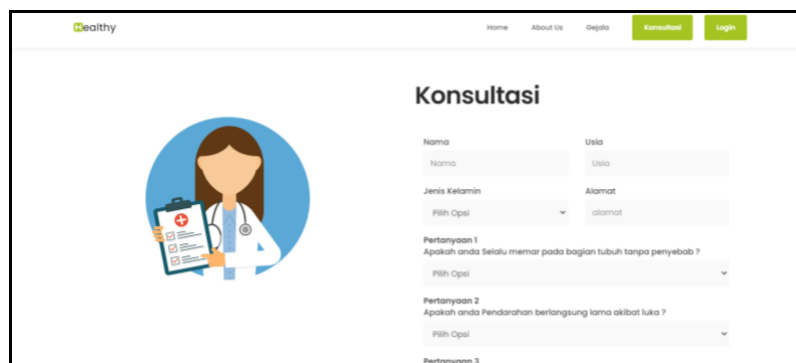 Healthy
Home About Us Gejala Konsultasi Login
Konsultasi
Nama Usia
Nama Usia
Jenis Kelamin Alamat
Pilih Opsi alamat
Pertanyaan 1
Apakah anda Selalu memar pada bagian tubuh tanpa penyebab ?
Pilih Opsi
Pertanyaan 2
Apakah anda Pendarahan berlangsung lama akibat luka ?
Pilih Opsi
Pertanyaan 3